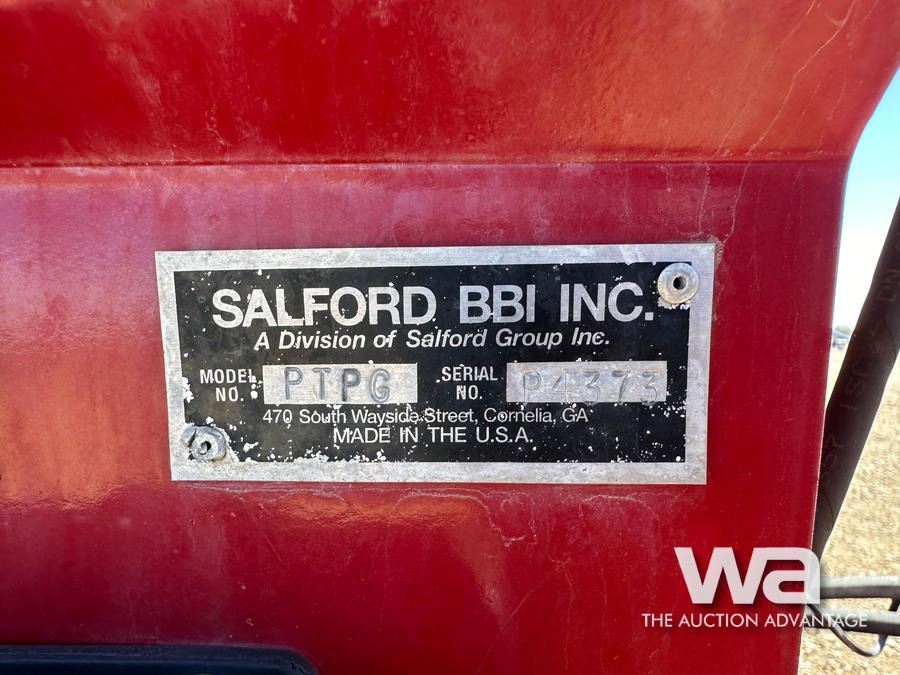 SALFORD BBI INC.
A Division of Salford Group Inc.
MODEL NO. PTPG SERIAL NO. P4373
470 South Wayside Street, Cornelia, GA
MADE IN THE U.S.A.
wa
THE AUCTION ADVANTAGE